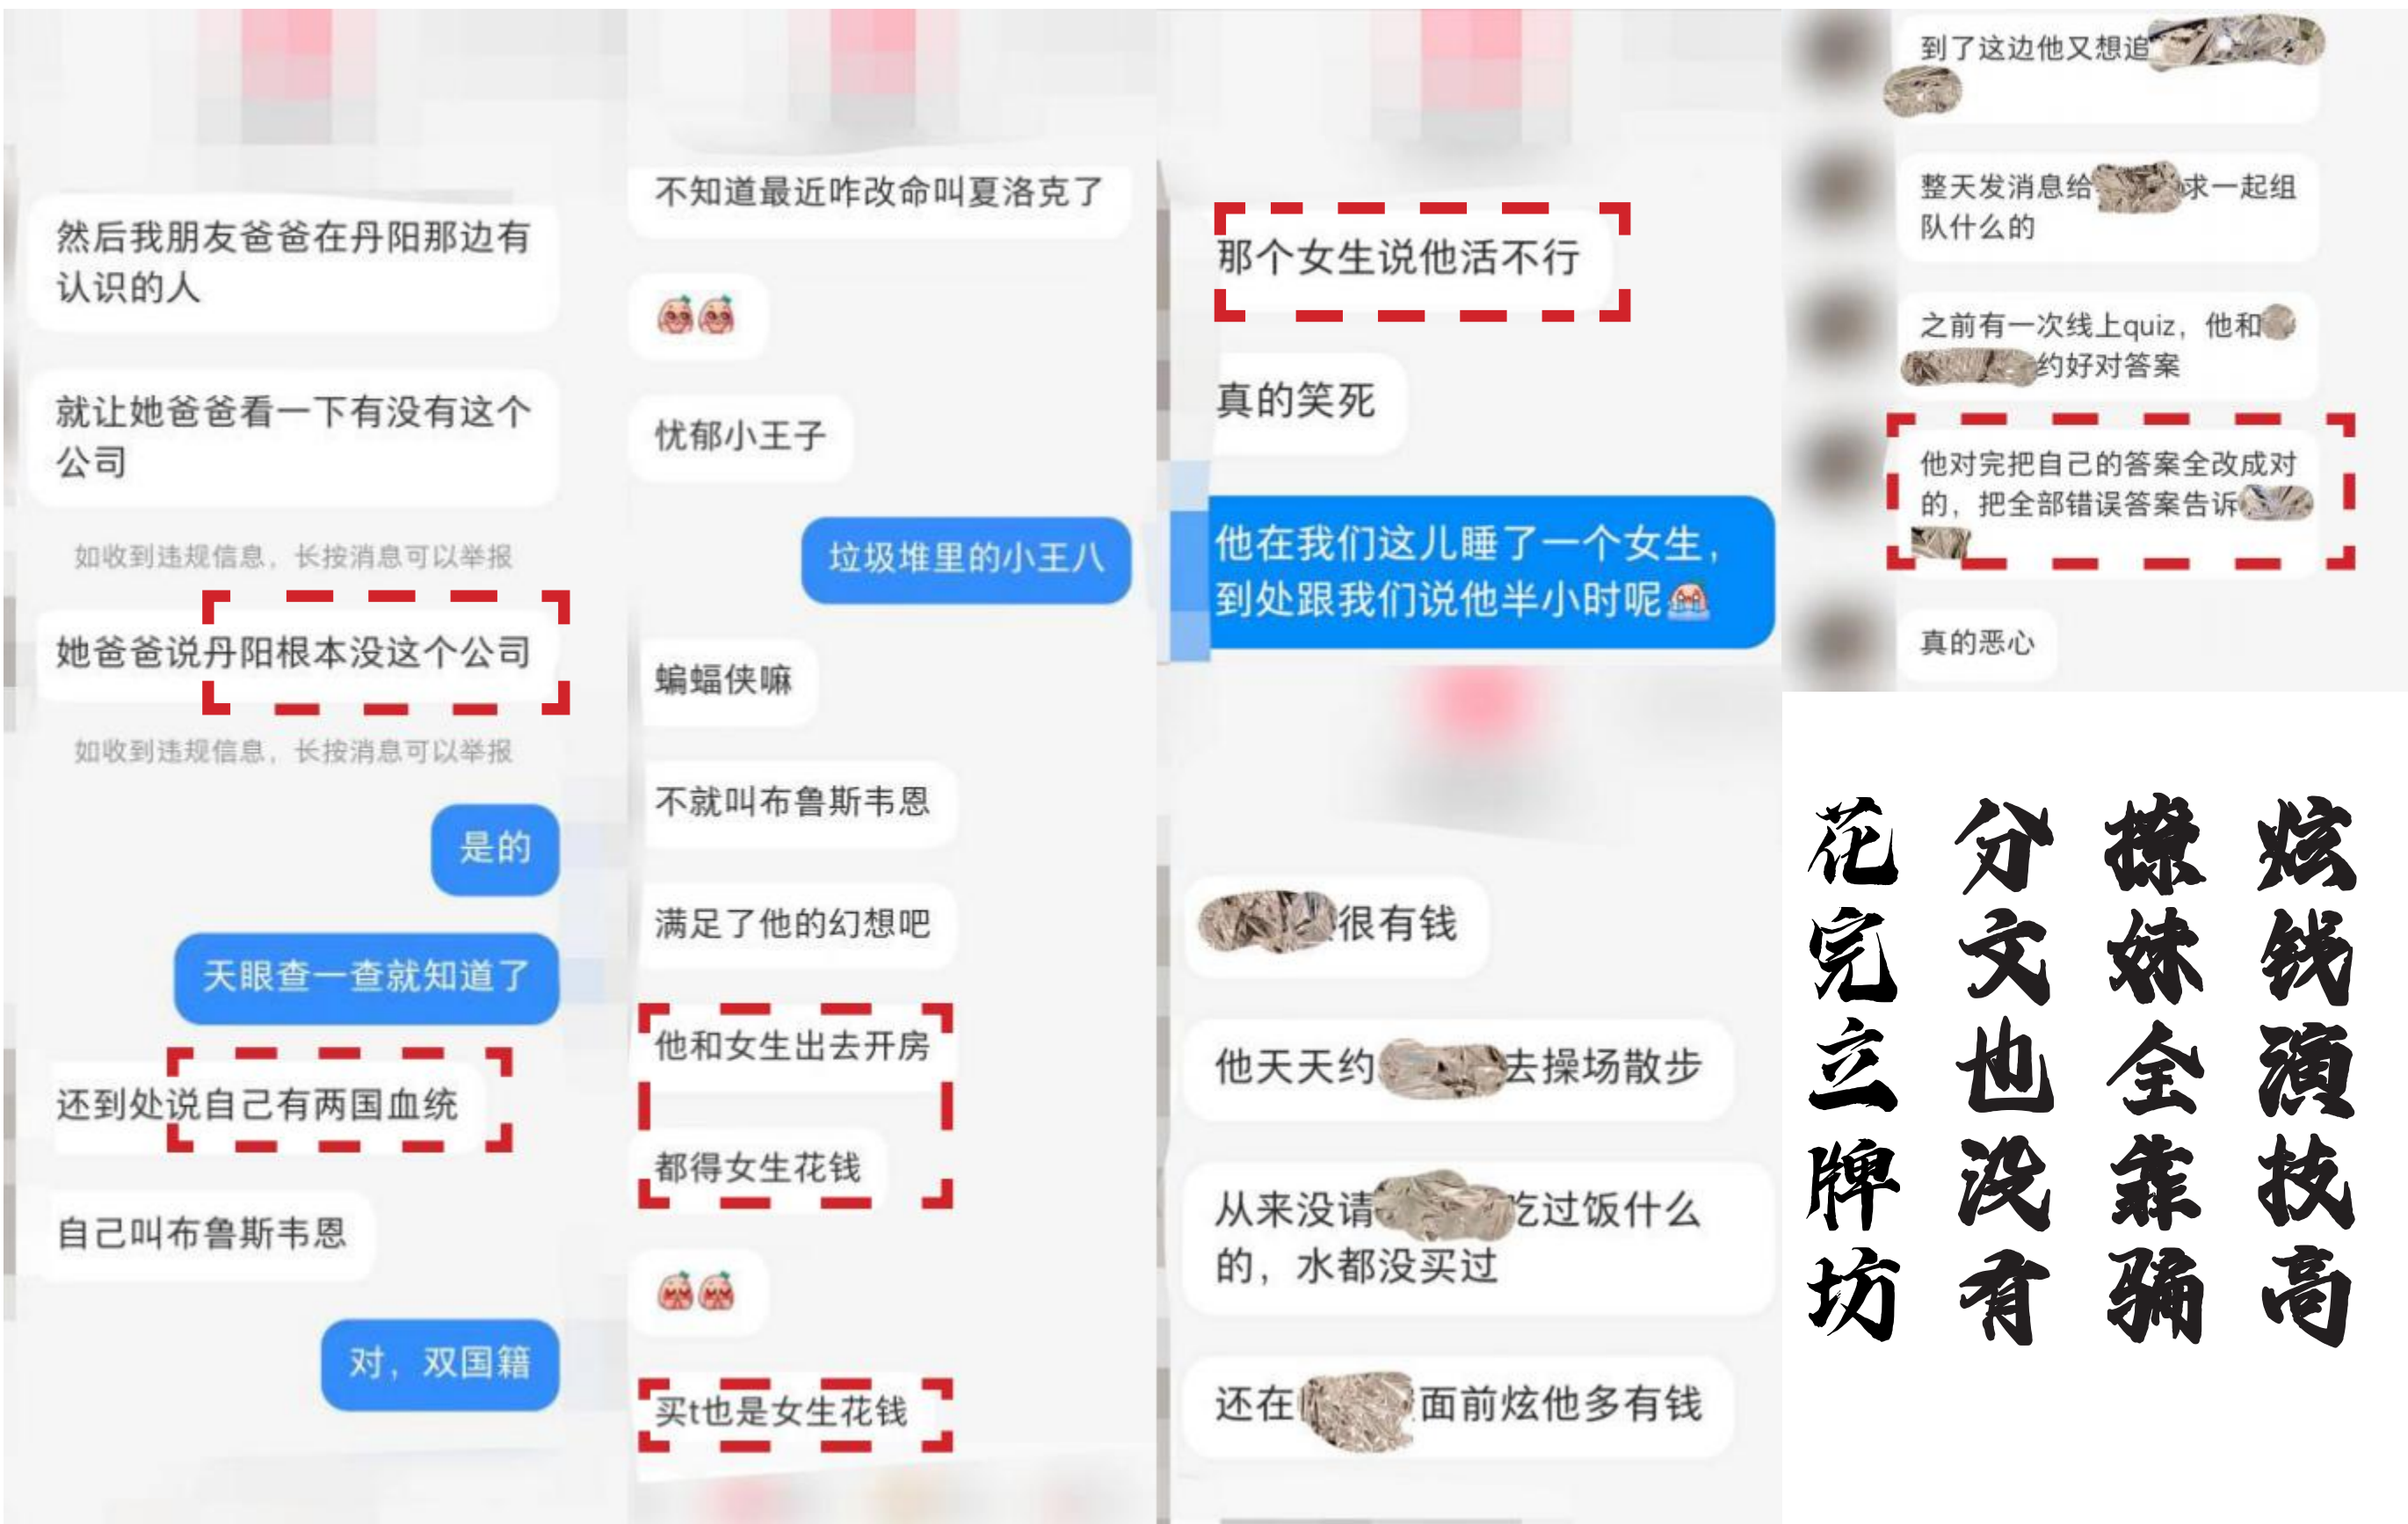 然后我朋友爸爸在丹阳那边有
认识的人
就让她爸爸看一下有没有这个
公司
如收到违规信息，长按消息可以举报
她爸爸说丹阳根本没这个公司
如收到违规信息，长按消息可以举报
是的
天眼查一查就知道了
还到处说自己有两国血统
自己叫布鲁斯韦恩
对，双国籍
不知道最近咋改命叫夏洛克了
忧郁小王子
垃圾堆里的小王八
蝙蝠侠嘛
不就叫布鲁斯韦恩
满足了他的幻想吧
他和女生出去开房
都得女生花钱
买t也是女生花钱
那个女生说他活不行
真的笑死
他在我们这儿睡了一个女生，
到处跟我们说他半小时呢
很有钱
他天天约 去操场散步
从来没请 吃过饭什么
的，水都没买过
还在 面前炫他多有钱
到了这边他又想追
整天发消息给 求一起组
队什么的
之前有一次线上quiz，他和
约好对答案
他对完把自己的答案全改成对
的，把全部错误答案告诉
真的恶心
炫钱演技高
撩妹全靠骗
分文也没有
花完立牌坊